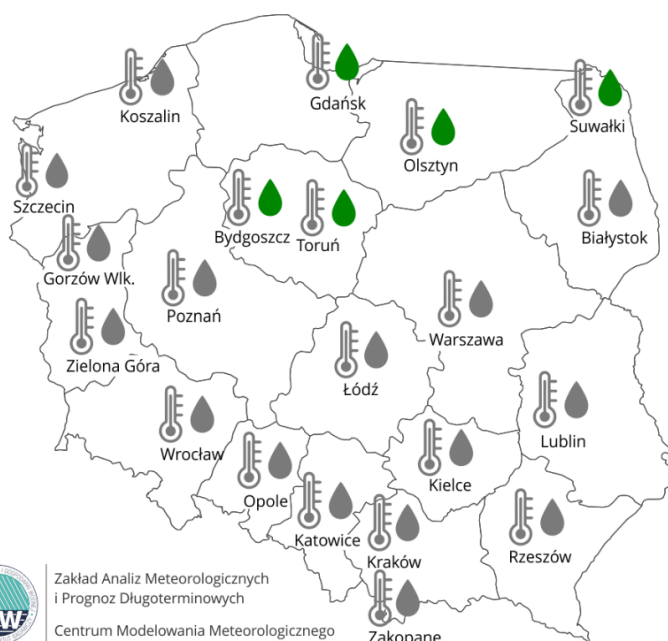 Koszalin
Gdańsk
Suwałki
Olsztyn
Szczecin
Bydgoszcz
Toruń
Białystok
Gorzów Wlk.
Poznań
Warszawa
Zielona Góra
Łódź
Wrocław
Lublin
Opole
Kielce
Katowice
Kraków
Rzeszów
Zakopane
Zakład Analiz Meteorologicznych
i Prognoz Długoterminowych
Centrum Modelowania Meteorologicznego
W